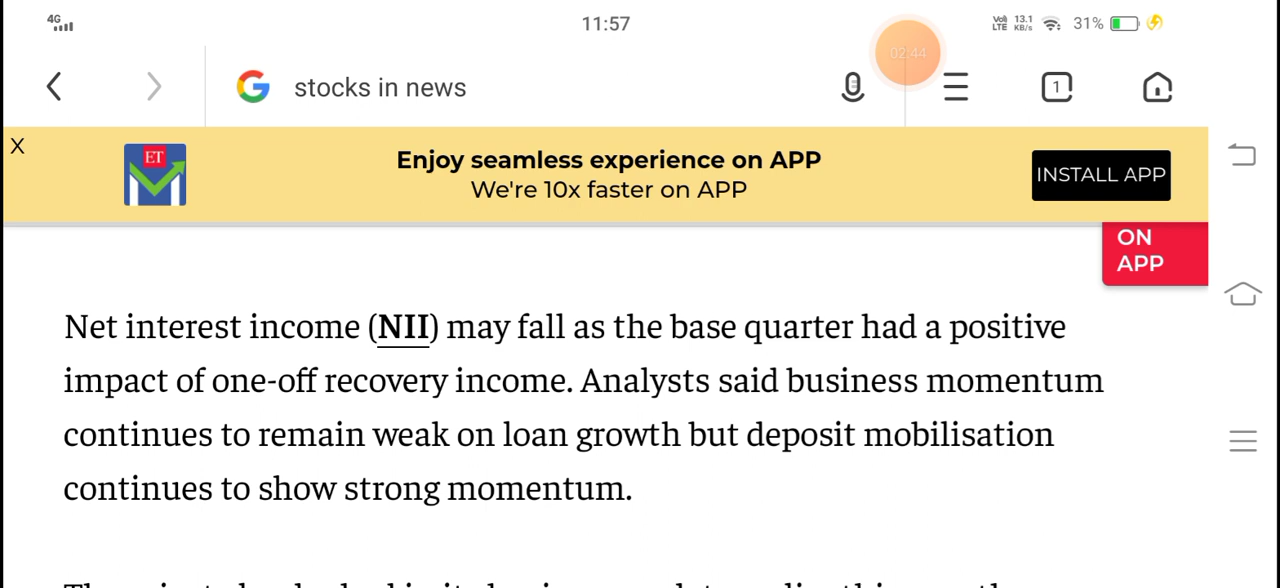 4G
11:57
Vo) LTE 13.1 KB/s 31%
02:44
stocks in news
1
X
ET
Enjoy seamless experience on APP
We're 10x faster on APP
INSTALL APP
ON
APP
Net interest income (NII) may fall as the base quarter had a positive
impact of one-off recovery income. Analysts said business momentum
continues to remain weak on loan growth but deposit mobilisation
continues to show strong momentum.